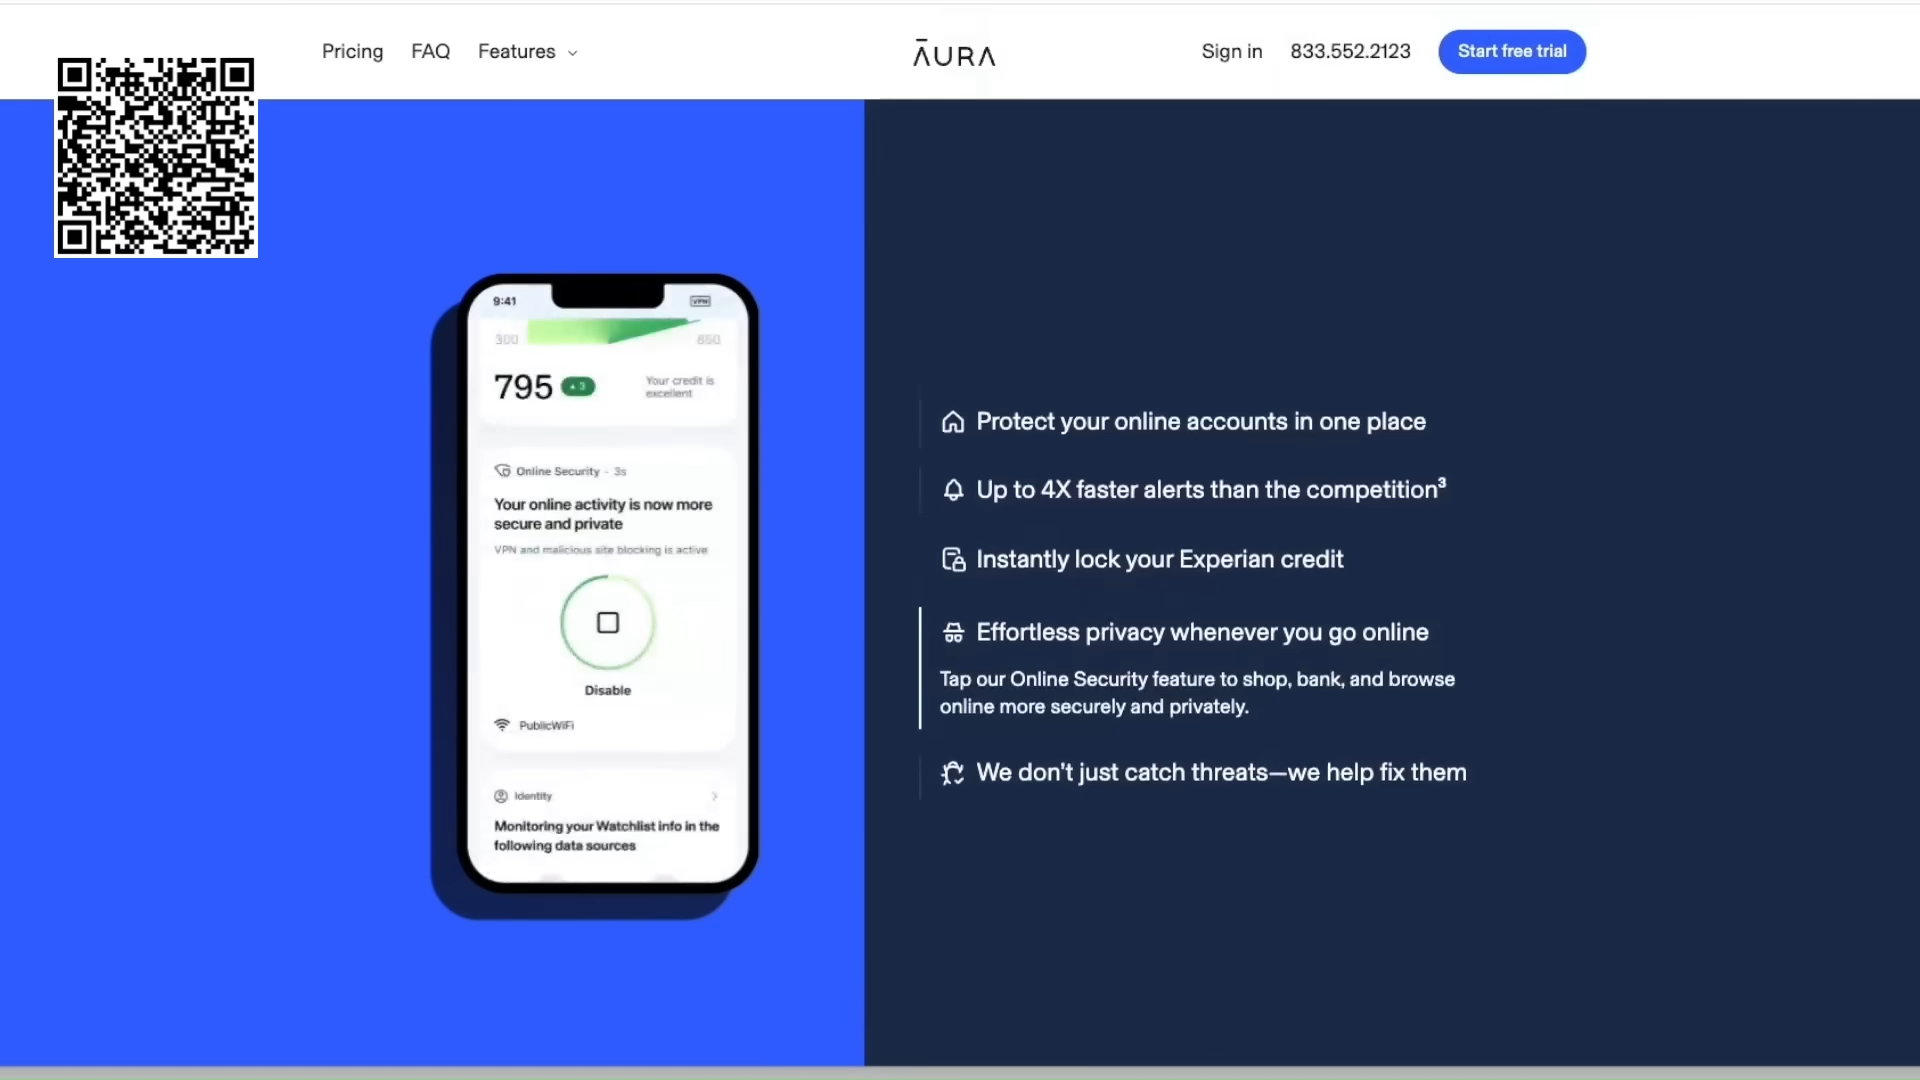 Pricing
FAQ
Features
ĀURA
Sign in
833.552.2123
Start free trial
9:41
VPN
300
850
795
3
Your credit is
excellent
Online Security - 3s
Your online activity is now more
secure and private
VPN and malicious site blocking is active
Disable
PublicWiFi
Identity
Monitoring your Watchlist info in the
following data sources
Protect your online accounts in one place
Up to 4X faster alerts than the competition³
Instantly lock your Experian credit
Effortless privacy whenever you go online
Tap our Online Security feature to shop, bank, and browse
online more securely and privately.
We don't just catch threats—we help fix them